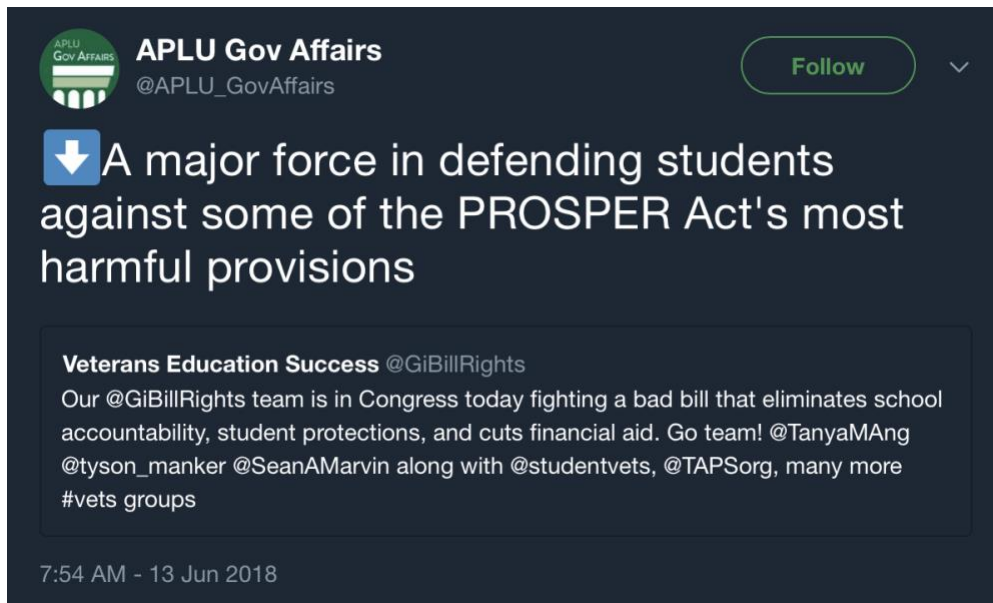 APLU
GOV AFFAIRS
APLU Gov Affairs
@APLU_GovAffairs
Follow
⬇️A major force in defending students
against some of the PROSPER Act's most
harmful provisions
Veterans Education Success @GiBillRights
Our @GiBillRights team is in Congress today fighting a bad bill that eliminates school
accountability, student protections, and cuts financial aid. Go team! @TanyaMAng
@tyson_manker @SeanAMarvin along with @studentvets, @TAPSorg, many more
#vets groups
7:54 AM - 13 Jun 2018